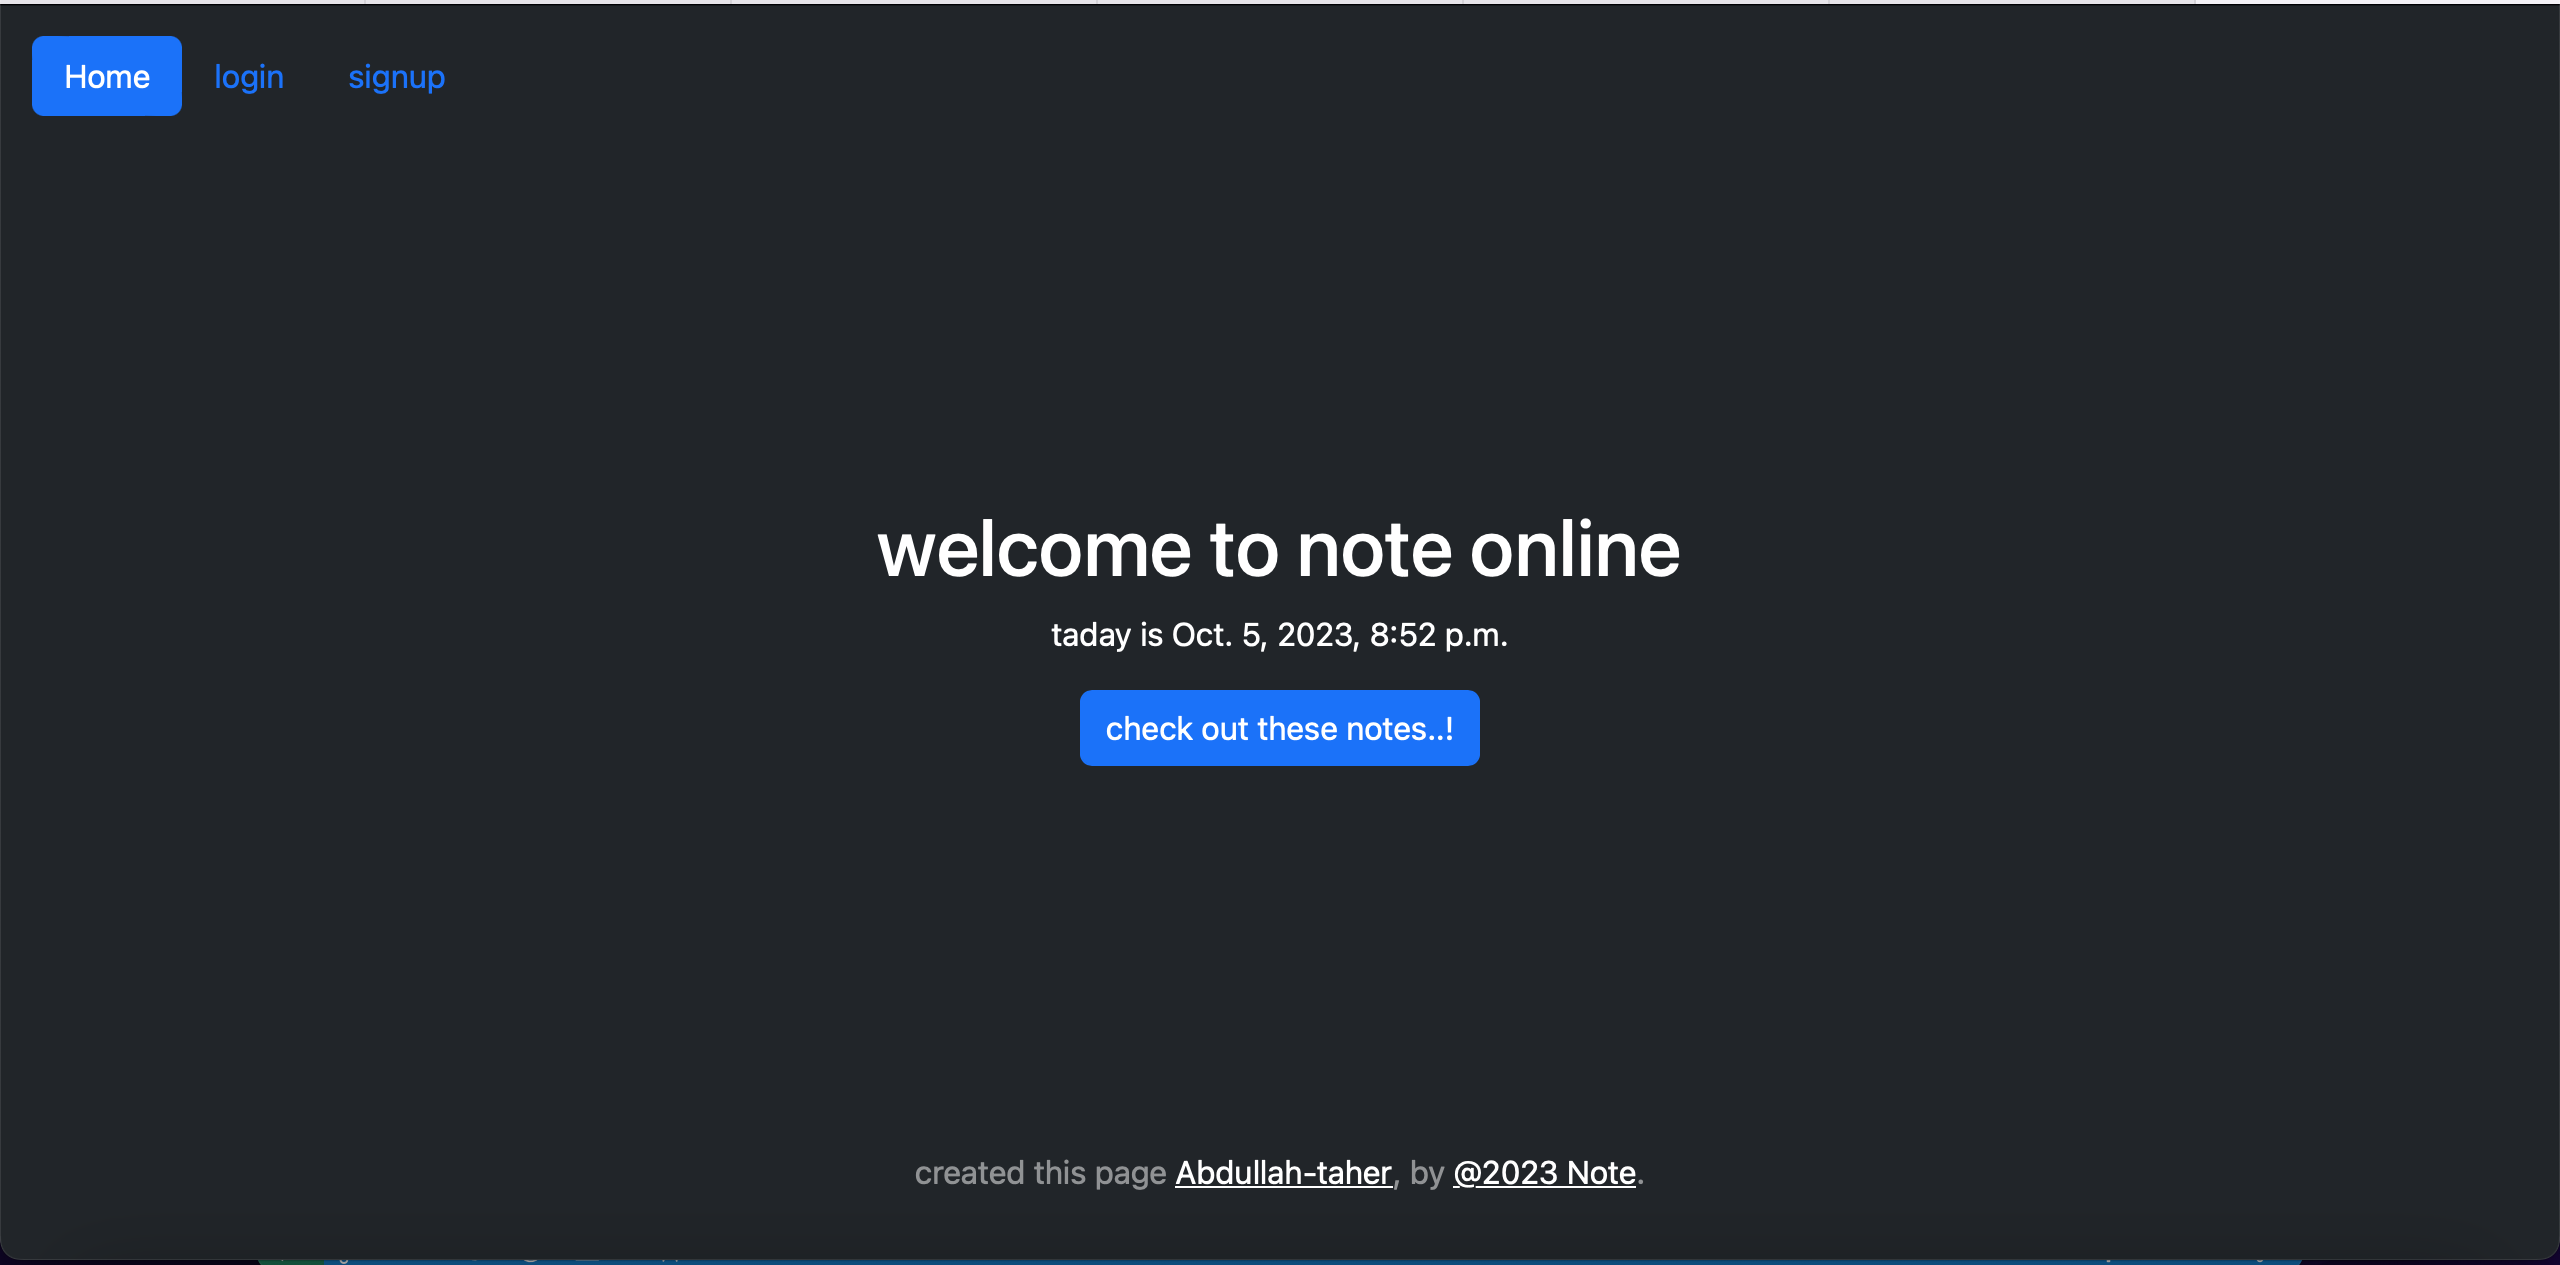 Home login signup
welcome to note online
taday is Oct. 5, 2023, 8:52 p.m.
check out these notes..!
created this page Abdullah-taher, by @2023 Note.